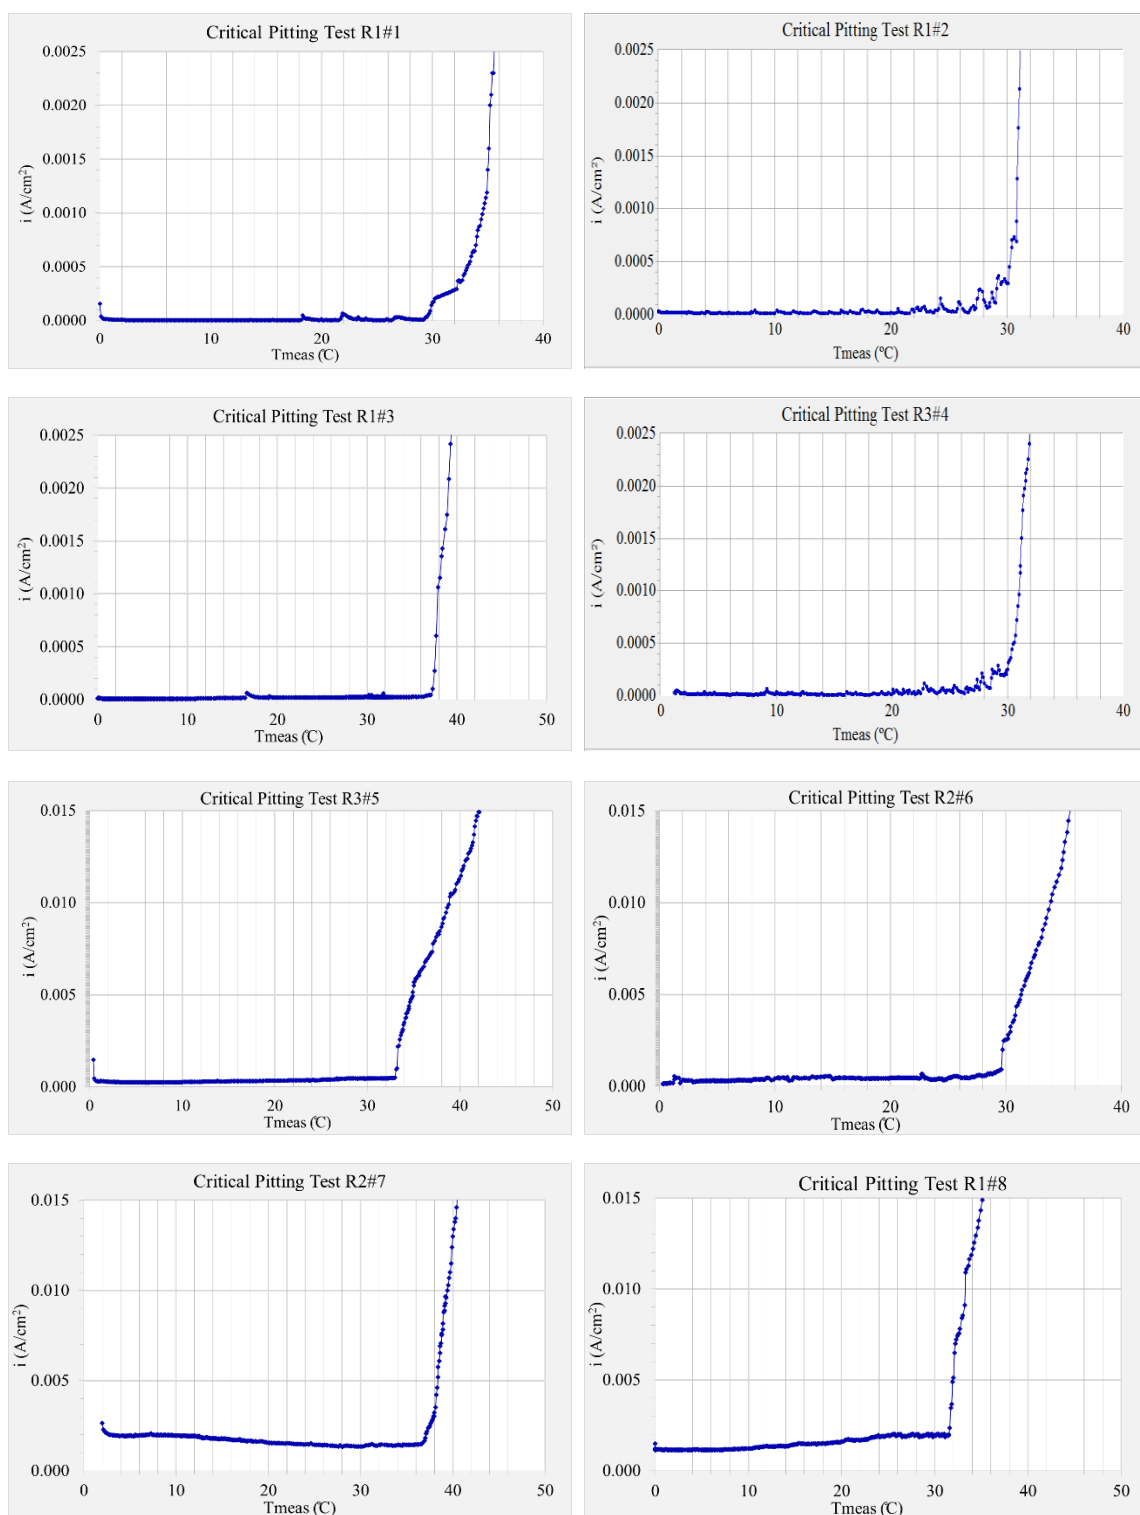 Critical Pitting Test R1#1
0.0025
0.0020
0.0015
0.0010
0.0005
0.0000
i (A/cm²)
0 10 20 30 40
Tmeas (℃)
Critical Pitting Test R1#2
0.0025
0.0020
0.0015
0.0010
0.0005
0.0000
i (A/cm²)
0 10 20 30 40
Tmeas (ºC)
Critical Pitting Test R1#3
0.0025
0.0020
0.0015
0.0010
0.0005
0.0000
i (A/cm²)
0 10 20 30 40 50
Tmeas (℃)
Critical Pitting Test R3#4
0.0025
0.0020
0.0015
0.0010
0.0005
0.0000
i (A/cm²)
0 10 20 30 40
Tmeas (ºC)
Critical Pitting Test R3#5
0.015
0.010
0.005
0.000
i (A/cm²)
0 10 20 30 40 50
Tmeas (℃)
Critical Pitting Test R2#6
0.015
0.010
0.005
0.000
i (A/cm²)
0 10 20 30 40
Tmeas (℃)
Critical Pitting Test R2#7
0.015
0.010
0.005
0.000
i (A/cm²)
0 10 20 30 40 50
Tmeas (℃)
Critical Pitting Test R1#8
0.015
0.010
0.005
0.000
i (A/cm²)
0 10 20 30 40 50
Tmeas (℃)